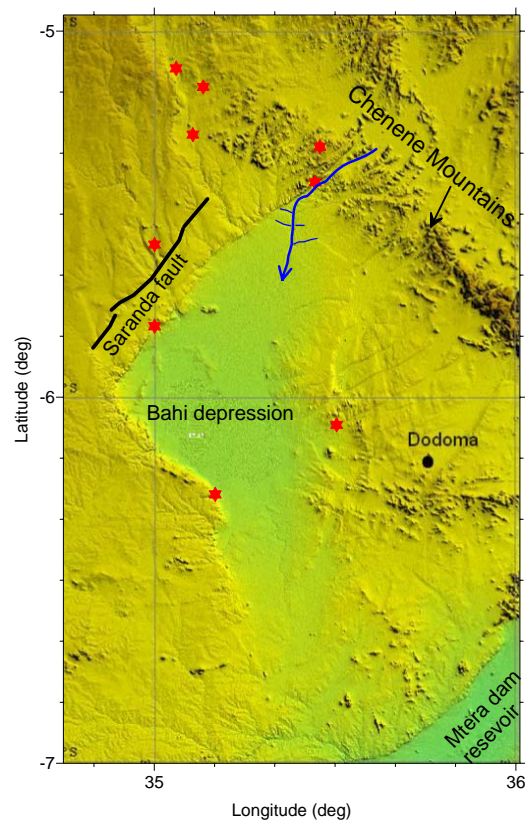 -5
Chenene Mountains
Saranda fault
Latitude (deg)
-6
Bahi depression
Dodoma
Mtera dam
resevoir
-7
35
36
Longitude (deg)